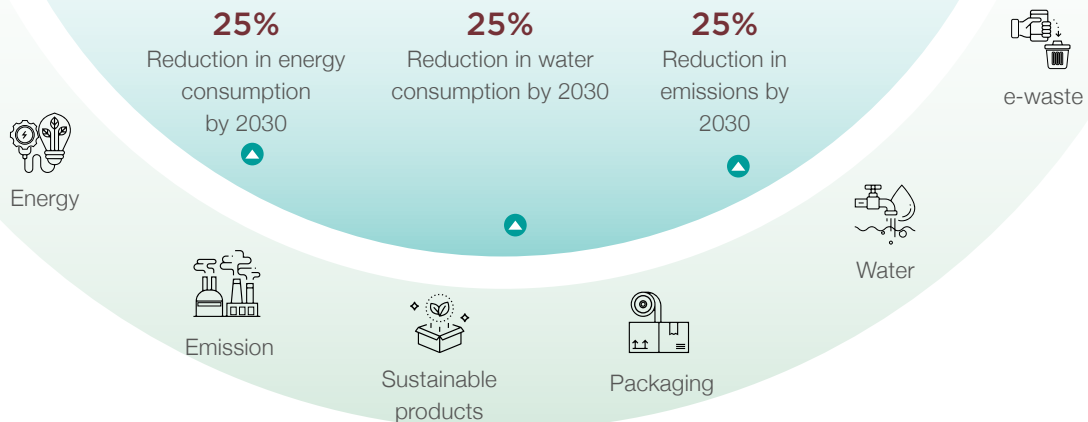 25%
Reduction in energy
consumption
by 2030
25%
Reduction in water
consumption by 2030
25%
Reduction in
emissions by
2030
e-waste
Energy
Water
Emission
Sustainable
products
Packaging